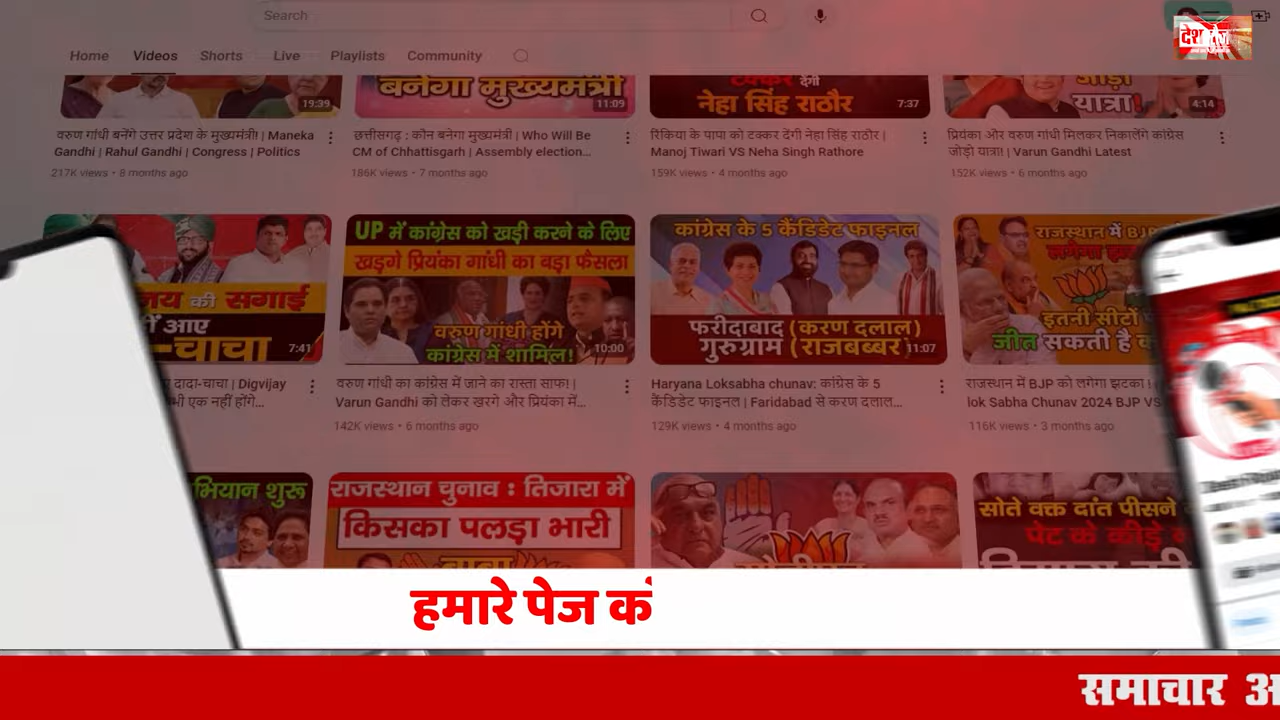 Search
Home Videos Shorts Live Playlists Community
19:39
बनेगा मुख्यमंत्री
11:09
टक्कर देगी
नेहा सिंह राठौर
7:37
जोड़ो
यात्रा!
4:14
वरुण गांधी बनेंगे उत्तर प्रदेश के मुख्यमंत्री! | Maneka
Gandhi | Rahul Gandhi | Congress | Politics
217K views • 8 months ago
छत्तीसगढ़ : कौन बनेगा मुख्यमंत्री | Who Will Be
CM of Chhattisgarh | Assembly election...
186K views • 7 months ago
रिंकिया के पापा को टक्कर देंगी नेहा सिंह राठौर |
Manoj Tiwari VS Neha Singh Rathore
159K views • 4 months ago
प्रियंका और वरुण गांधी मिलकर निकालेंगे कांग्रेस
जोड़ो यात्रा! | Varun Gandhi Latest
152K views • 6 months ago
की सगाई
आए
-चाचा
7:41
UP में कांग्रेस को खड़ी करने के लिए
खड़गे प्रियंका गांधी का बड़ा फैसला
वरुण गांधी होंगे
कांग्रेस में शामिल!
10:00
कांग्रेस के 5 कैंडिडेट फाइनल
फरीदाबाद (करण दलाल)
गुरुग्राम (राजबब्बर
11:07
राजस्थान में
इतनी सीटों
जीत सकती है
दादा-चाचा | Digvijay
भी एक नहीं होंगे...
वरुण गांधी का कांग्रेस में जाने का रास्ता साफ! |
Varun Gandhi को लेकर खरगे और प्रियंका में...
142K views • 6 months ago
Haryana Loksabha chunav: कांग्रेस के 5
कैंडिडेट फाइनल | Faridabad से करण दलाल...
129K views • 4 months ago
राजस्थान में BJP को लगेगा झटका !
lok Sabha Chunav 2024 BJP VS
116K views • 3 months ago
शुरू
राजस्थान चुनाव : तिजारा में
किसका पलड़ा भारी
बाबा
सोते वक्त दांत पीसने
पेट के कीड़े
हमारे पेज को
समाचार